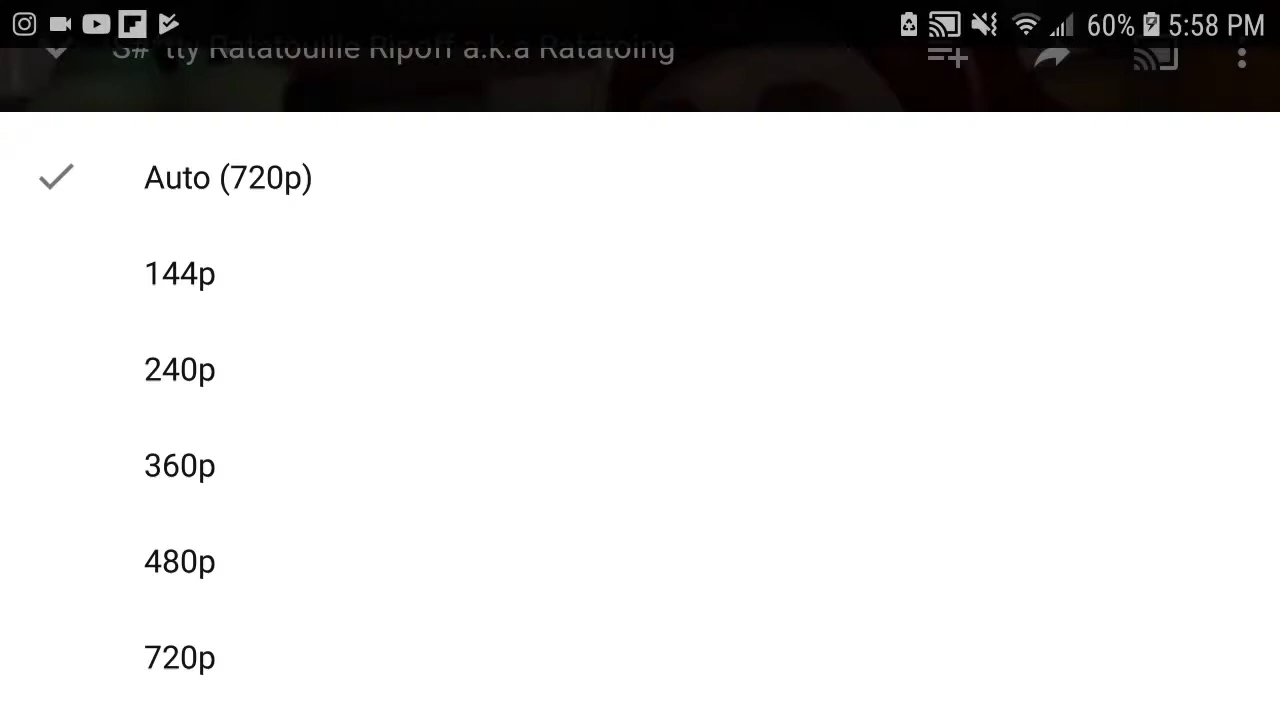 60% 5:58 PM
S#*tty Ratatouille Ripoff a.k.a Ratatoing
Auto (720p)
144p
240p
360p
480p
720p